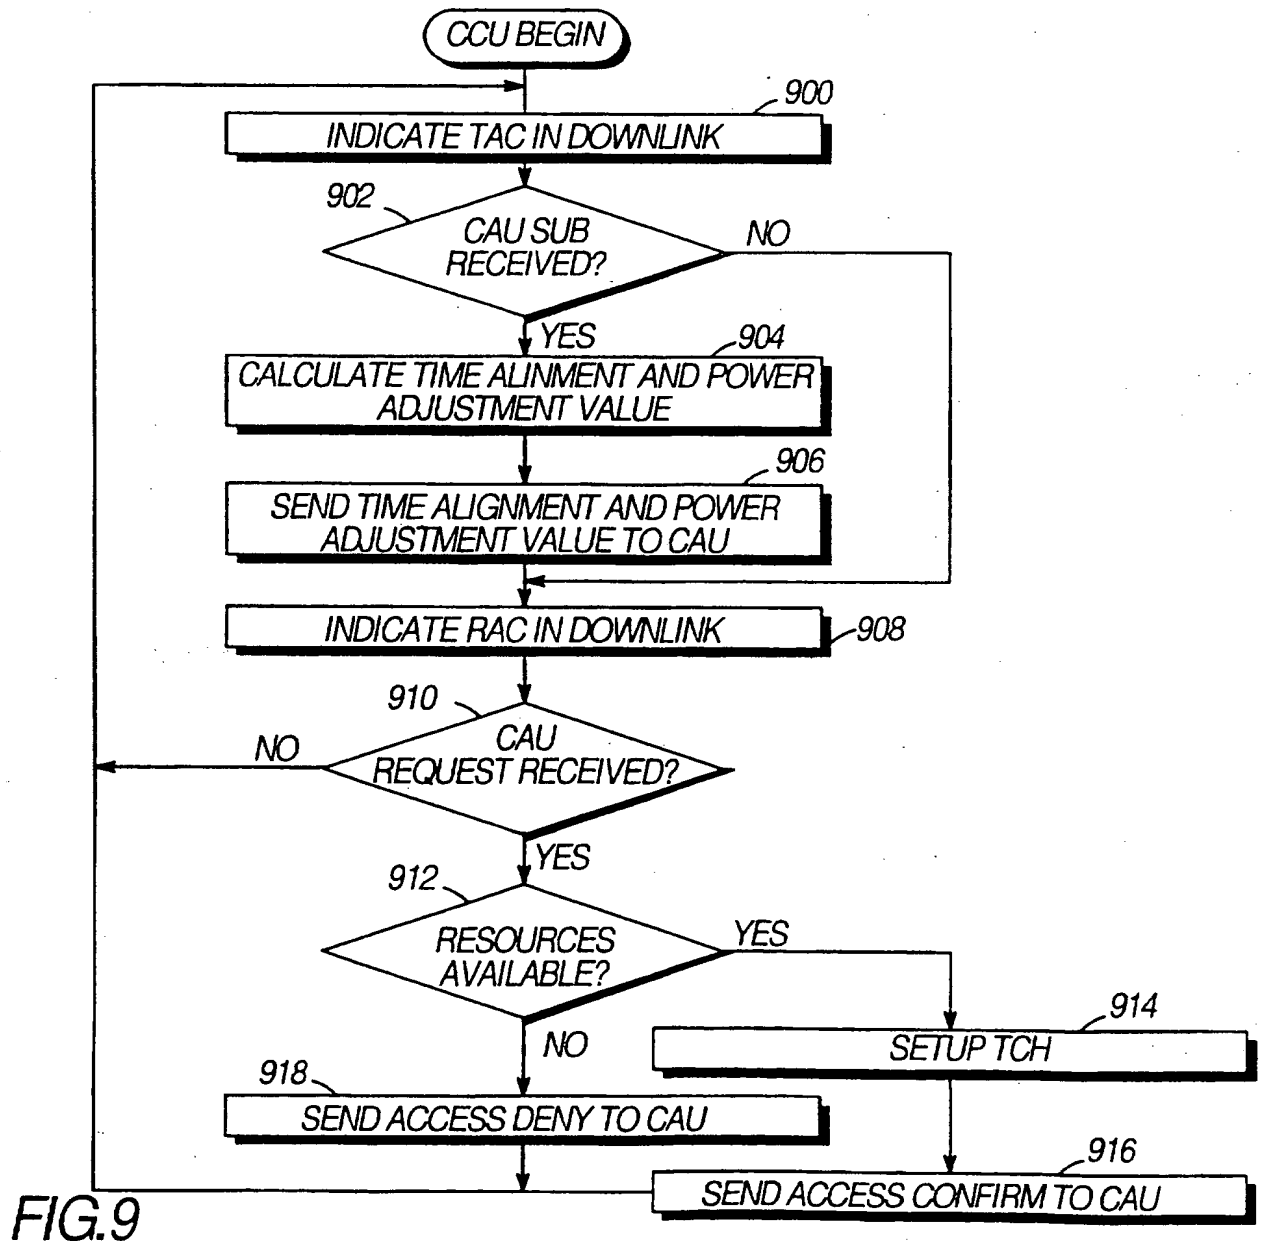 CCU BEGIN
900
INDICATE TAC IN DOWNLINK
902
CAU SUB
RECEIVED?
NO
YES
904
CALCULATE TIME ALINMENT AND POWER
ADJUSTMENT VALUE
906
SEND TIME ALIGNMENT AND POWER
ADJUSTMENT VALUE TO CAU
INDICATE RAC IN DOWNLINK
908
910
CAU
REQUEST RECEIVED?
NO
YES
912
RESOURCES
AVAILABLE?
YES
NO
914
SETUP TCH
918
SEND ACCESS DENY TO CAU
916
SEND ACCESS CONFIRM TO CAU
FIG.9